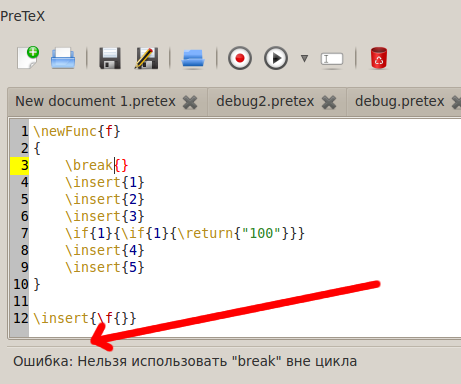 PreTeX
New document 1.pretex debug2.pretex debug.pretex
1 \newFunc{f}
2 {
3     \break{}
4     \insert{1}
5     \insert{2}
6     \insert{3}
7     \if{1}{\if{1}{\return{"100"}}}
8     \insert{4}
9     \insert{5}
10 }
11
12 \insert{\f{}}
Ошибка: Нельзя использовать "break" вне цикла